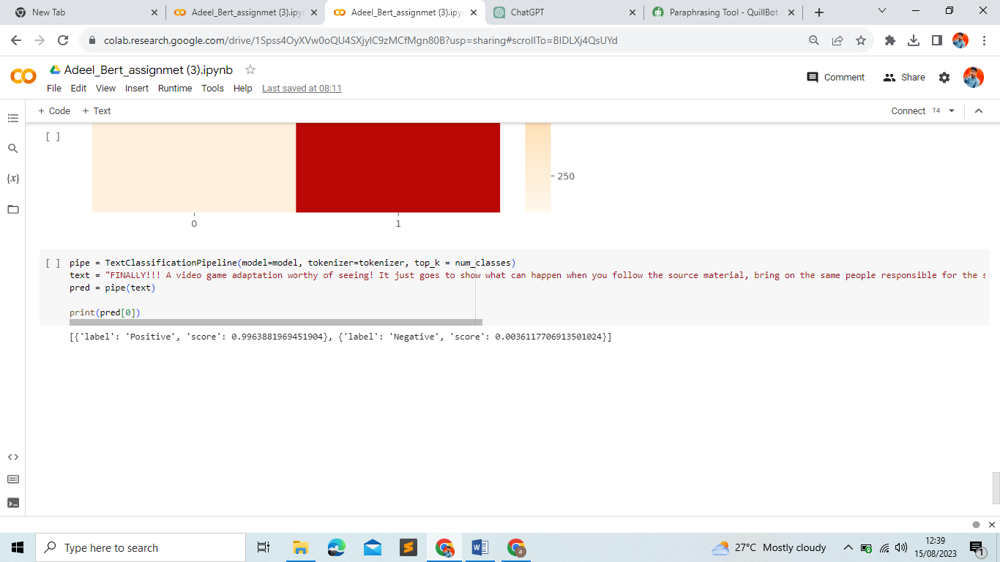 New Tab
Adeel_Bert_assignmet (3).ipy
Adeel_Bert_assignmet (3).ipy
ChatGPT
Paraphrasing Tool - QuillBot
colab.research.google.com/drive/1Spss4OyXVw0oQU4SXjyIC9zMCfMgn80B?usp=sharing#scrollTo=BIDLXj4QsUYd
Adeel_Bert_assignmet (3).ipynb
Comment
Share
File Edit View Insert Runtime Tools Help Last saved at 08:11
+ Code + Text
Connect T4
[ ]
{x}
250
0 1
[ ] pipe = TextClassificationPipeline(model=model, tokenizer=tokenizer, top_k = num_classes)
text = "FINALLY!!! A video game adaptation worthy of seeing! It just goes to show what can happen when you follow the source material, bring on the same people responsible for the s
pred = pipe(text)
print(pred[0])
[{'label': 'Positive', 'score': 0.9963881969451904}, {'label': 'Negative', 'score': 0.0036117706913501024}]
Type here to search
27°C Mostly cloudy
12:39
15/08/2023
1